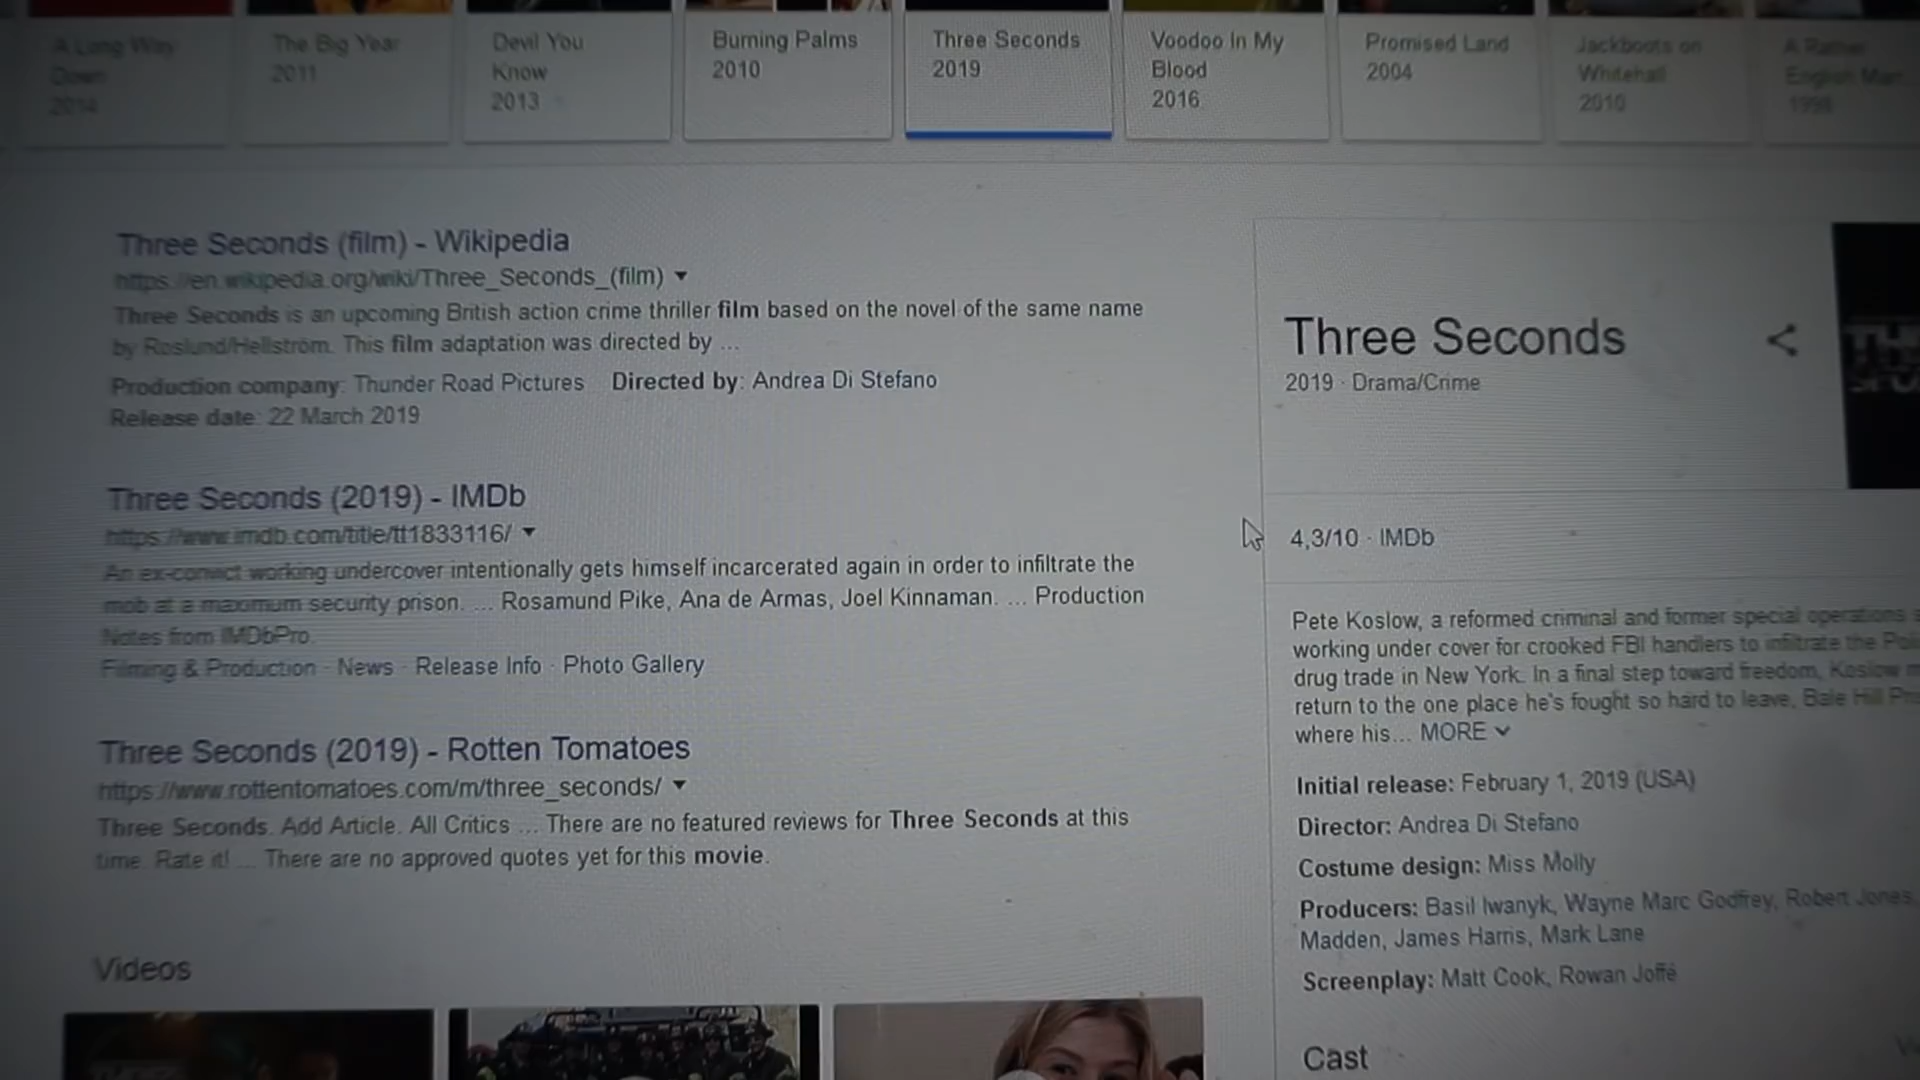 A Long Way
Down
2014
The Big Year
2011
Devil You
Know
2013
Burning Palms
2010
Three Seconds
2019
Voodoo In My
Blood
2016
Promised Land
2004
Jackboots on
Whitehall
2010
A Rather
English Mar...
1998
Three Seconds (film) - Wikipedia
https://en.wikipedia.org/wiki/Three_Seconds_(film)
Three Seconds is an upcoming British action crime thriller film based on the novel of the same name
by Roslund/Hellström. This film adaptation was directed by ...
Production company: Thunder Road Pictures Directed by: Andrea Di Stefano
Release date: 22 March 2019
Three Seconds (2019) - IMDb
https://www.imdb.com/title/tt1833116/
An ex-convict working undercover intentionally gets himself incarcerated again in order to infiltrate the
mob at a maximum security prison. ... Rosamund Pike, Ana de Armas, Joel Kinnaman. ... Production
Notes from IMDbPro.
Filming & Production · News · Release Info · Photo Gallery
Three Seconds (2019) - Rotten Tomatoes
https://www.rottentomatoes.com/m/three_seconds/
Three Seconds. Add Article. All Critics ... There are no featured reviews for Three Seconds at this
time. Rate it! ... There are no approved quotes yet for this movie.
Videos
Three Seconds
2019 · Drama/Crime
4,3/10 · IMDb
Pete Koslow, a reformed criminal and former special operations
working under cover for crooked FBI handlers to infiltrate the
drug trade in New York. In a final step toward freedom, Koslow
return to the one place he's fought so hard to leave, Bale Hill
where his... MORE
Initial release: February 1, 2019 (USA)
Director: Andrea Di Stefano
Costume design: Miss Molly
Producers: Basil Iwanyk, Wayne Marc Godfrey, Robert Jones,
Madden, James Harris, Mark Lane
Screenplay: Matt Cook, Rowan Joffé
Cast